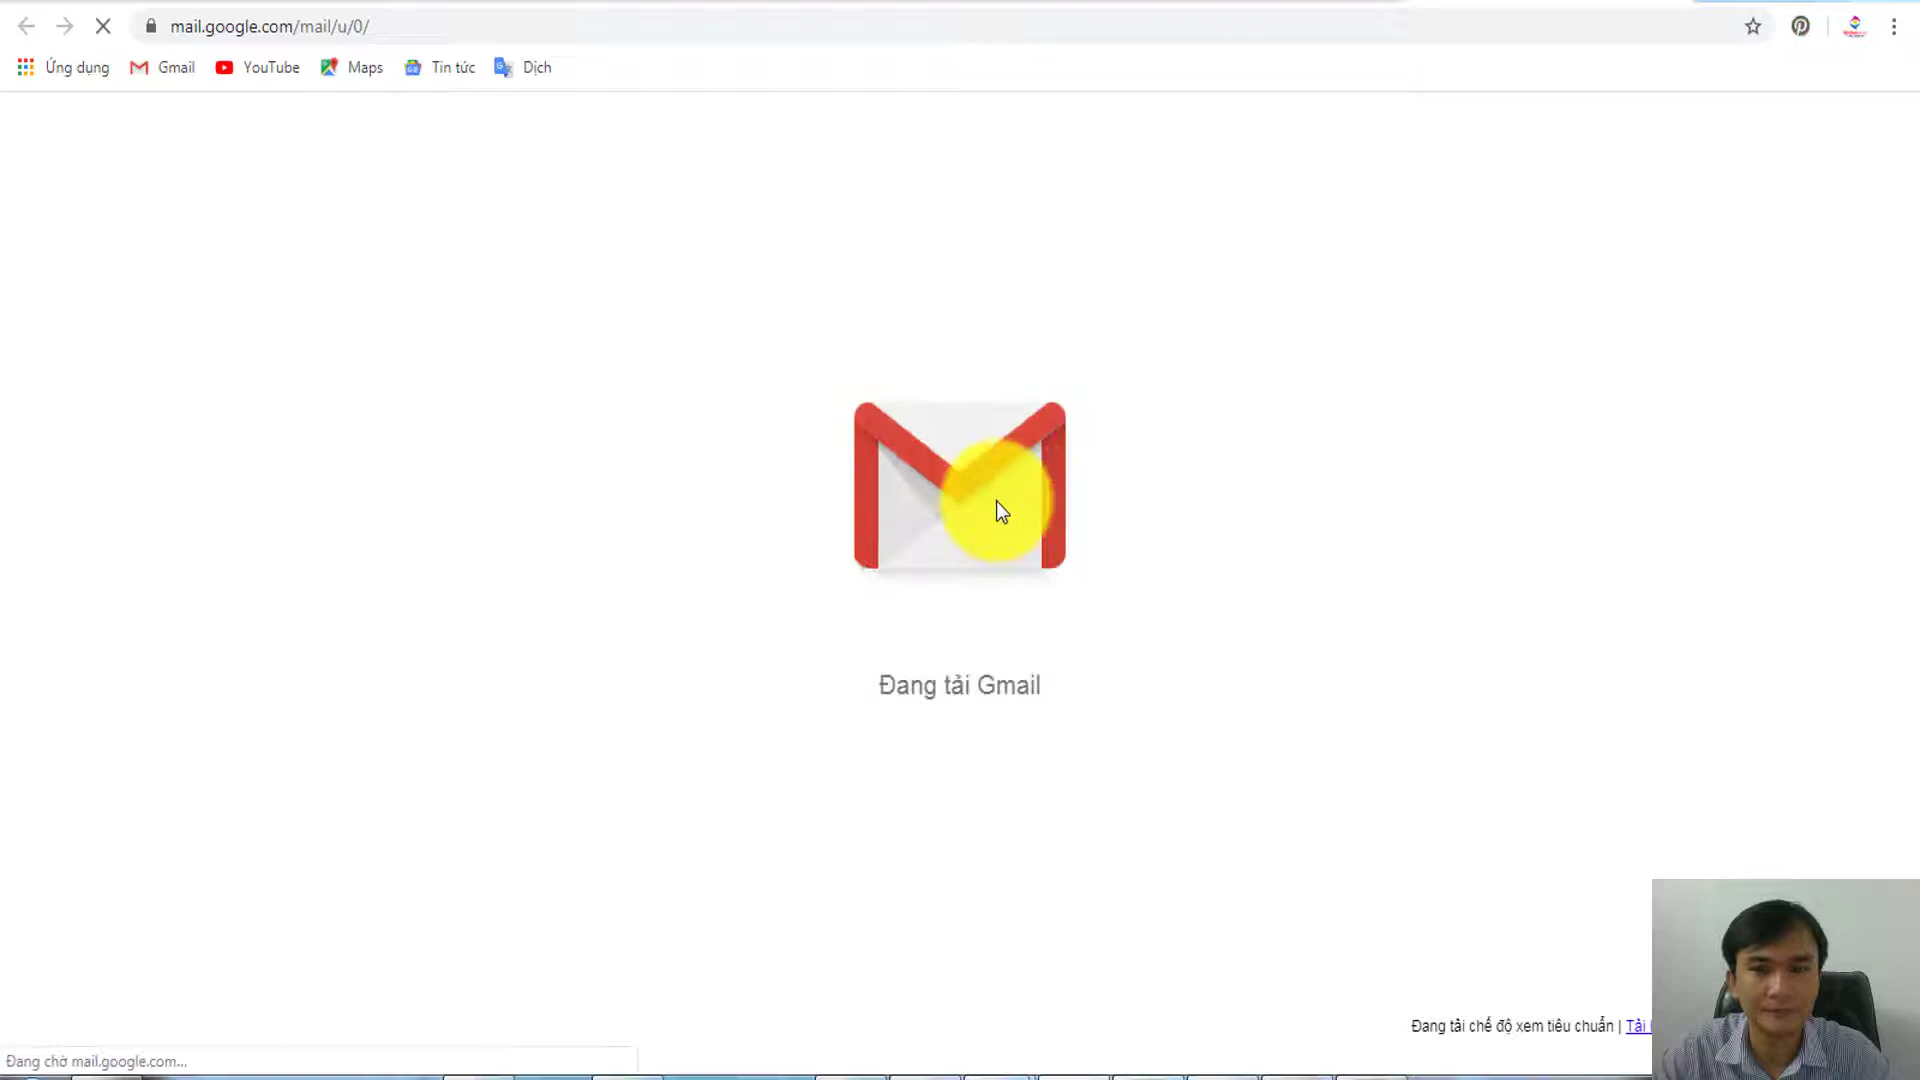 mail.google.com/mail/u/0/
Ứng dụng Gmail YouTube Maps Tin tức Dịch
Đang tải Gmail
Đang tải chế độ xem tiêu chuẩn | Tải
Đang chờ mail.google.com...